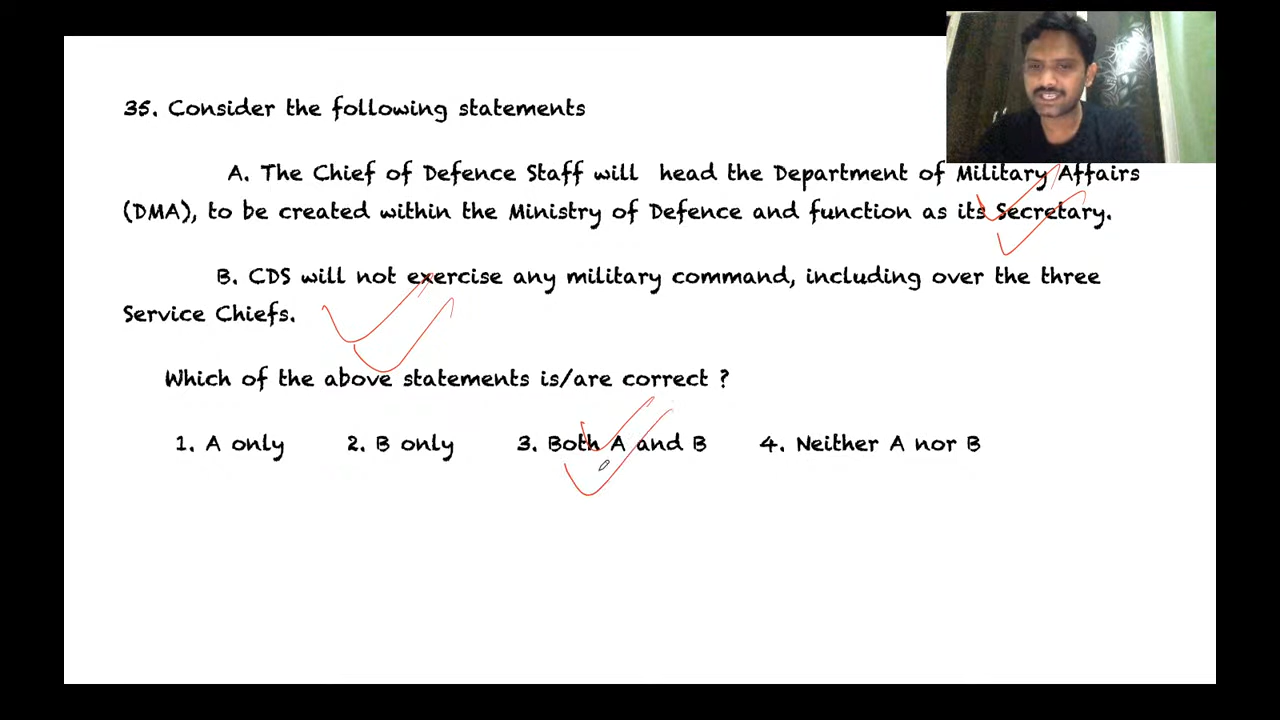 35. Consider the following statements
A. The Chief of Defence Staff will head the Department of Military Affairs
(DMA), to be created within the Ministry of Defence and function as its Secretary.
B. CDS will not exercise any military command, including over the three
Service Chiefs.
Which of the above statements is/are correct ?
1. A only 2. B only 3. Both A and B 4. Neither A nor B